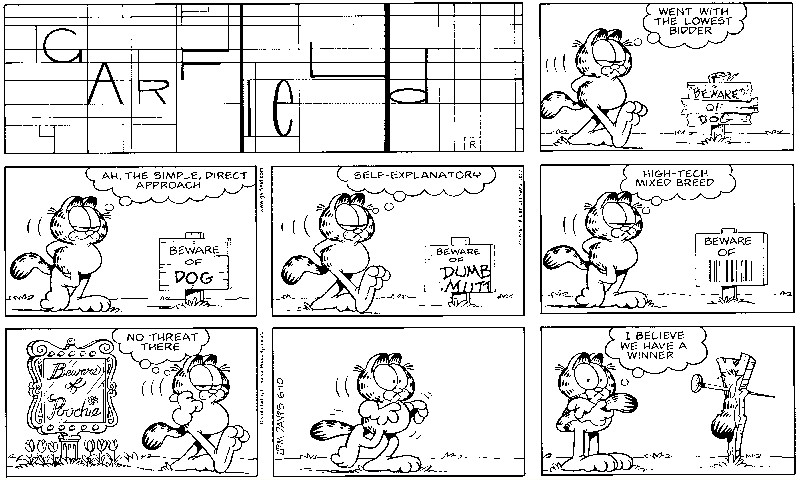 GARFIELD
WENT WITH
THE LOWEST
BIDDER
BEWARE
OF
DOG
AH, THE SIMPLE, DIRECT
APPROACH
BEWARE
OF
DOG
SELF-EXPLANATORY
BEWARE
OF
DUMB
MUTT
HIGH-TECH
MIXED BREED
BEWARE
OF
NO THREAT
THERE
Beware
of
Poochie
JIM DAVIS 6-10
I BELIEVE
WE HAVE A
WINNER